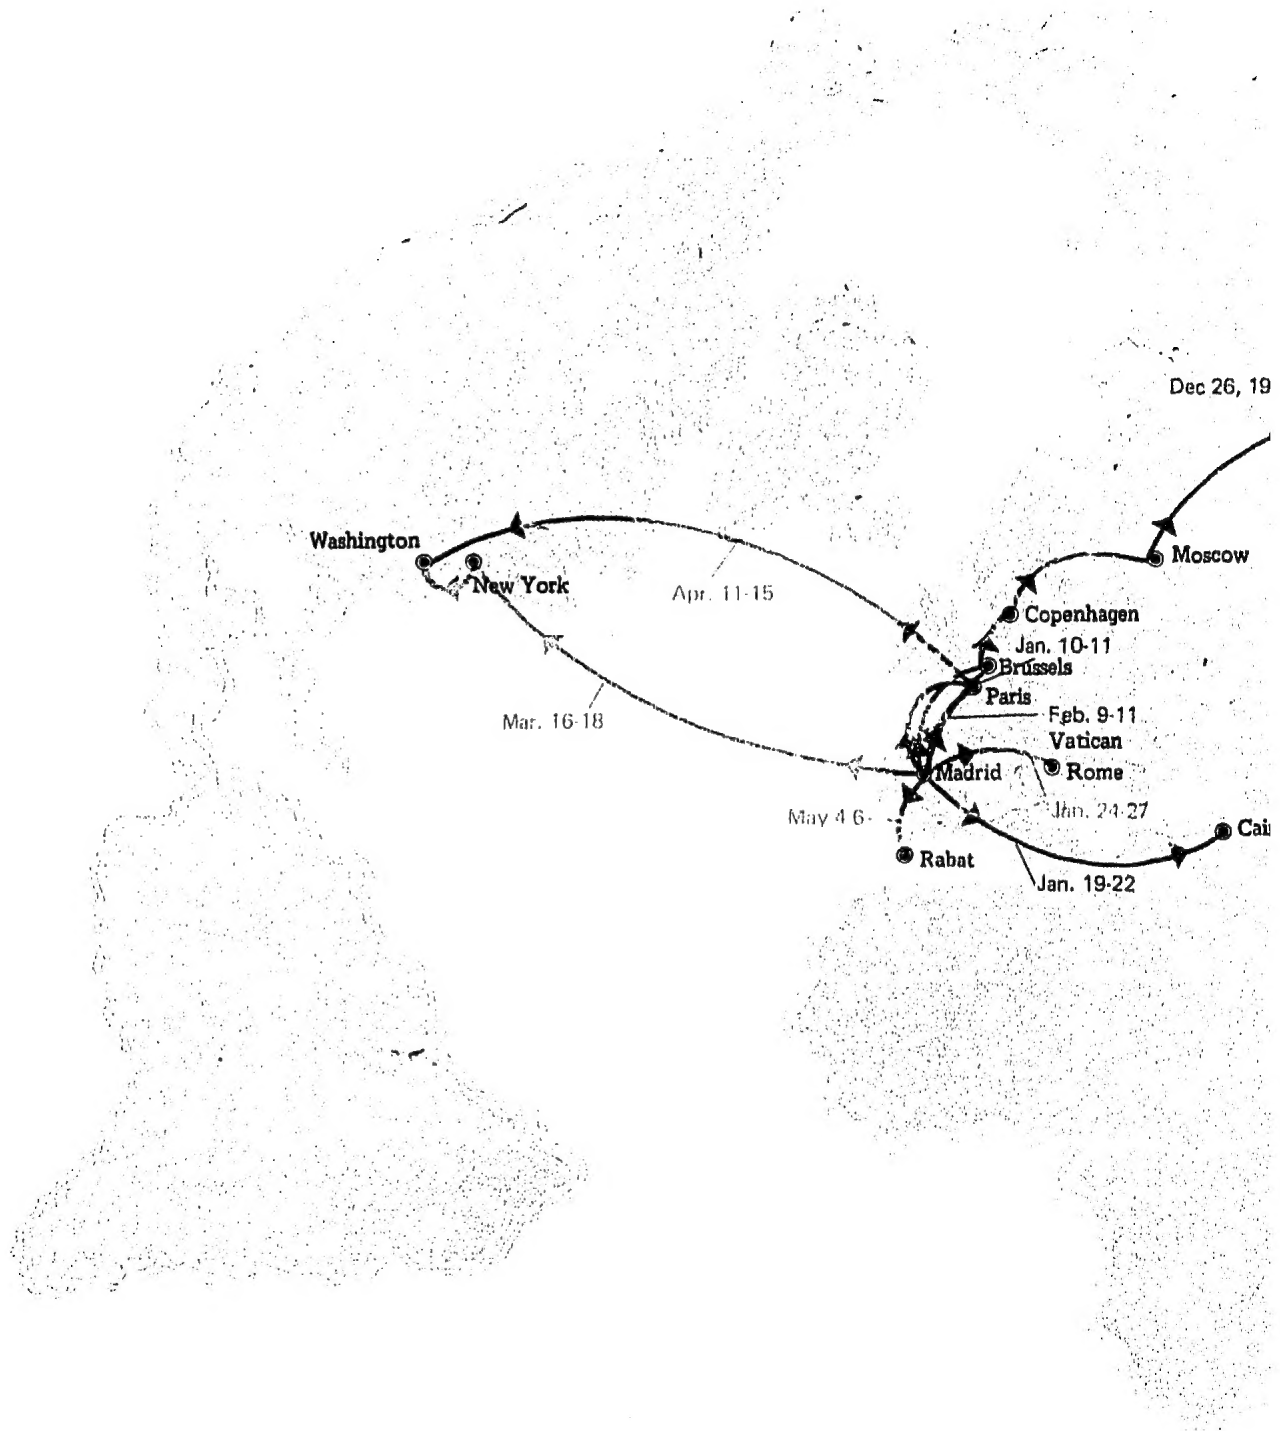 Dec 26, 19
Washington
New York
Moscow
Apr. 11-15
Copenhagen
Jan. 10-11
Brussels
Paris
Mar. 16-18
Feb. 9-11
Vatican
Madrid
Rome
May 4-6
Jan. 24-27
Cai
Rabat
Jan. 19-22